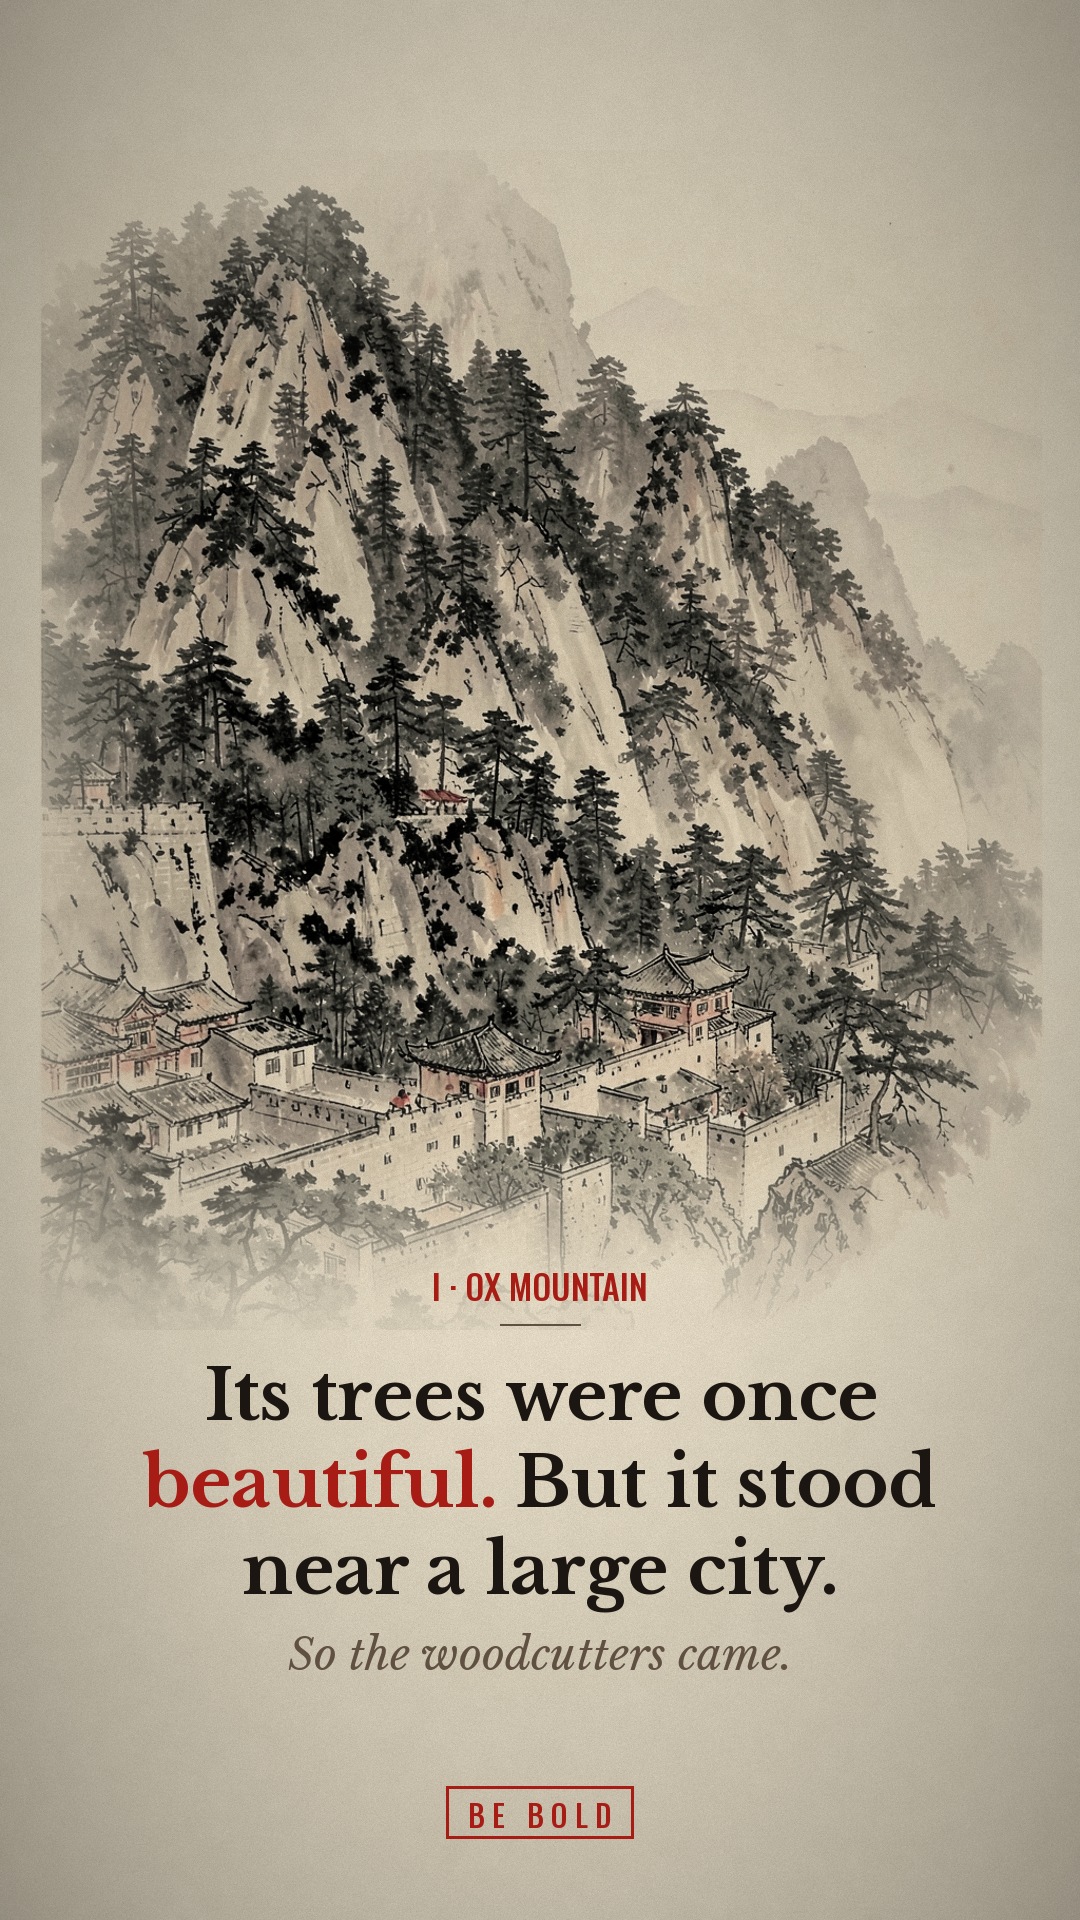 I · OX MOUNTAIN
Its trees were once
beautiful. But it stood
near a large city.
So the woodcutters came.
BE BOLD